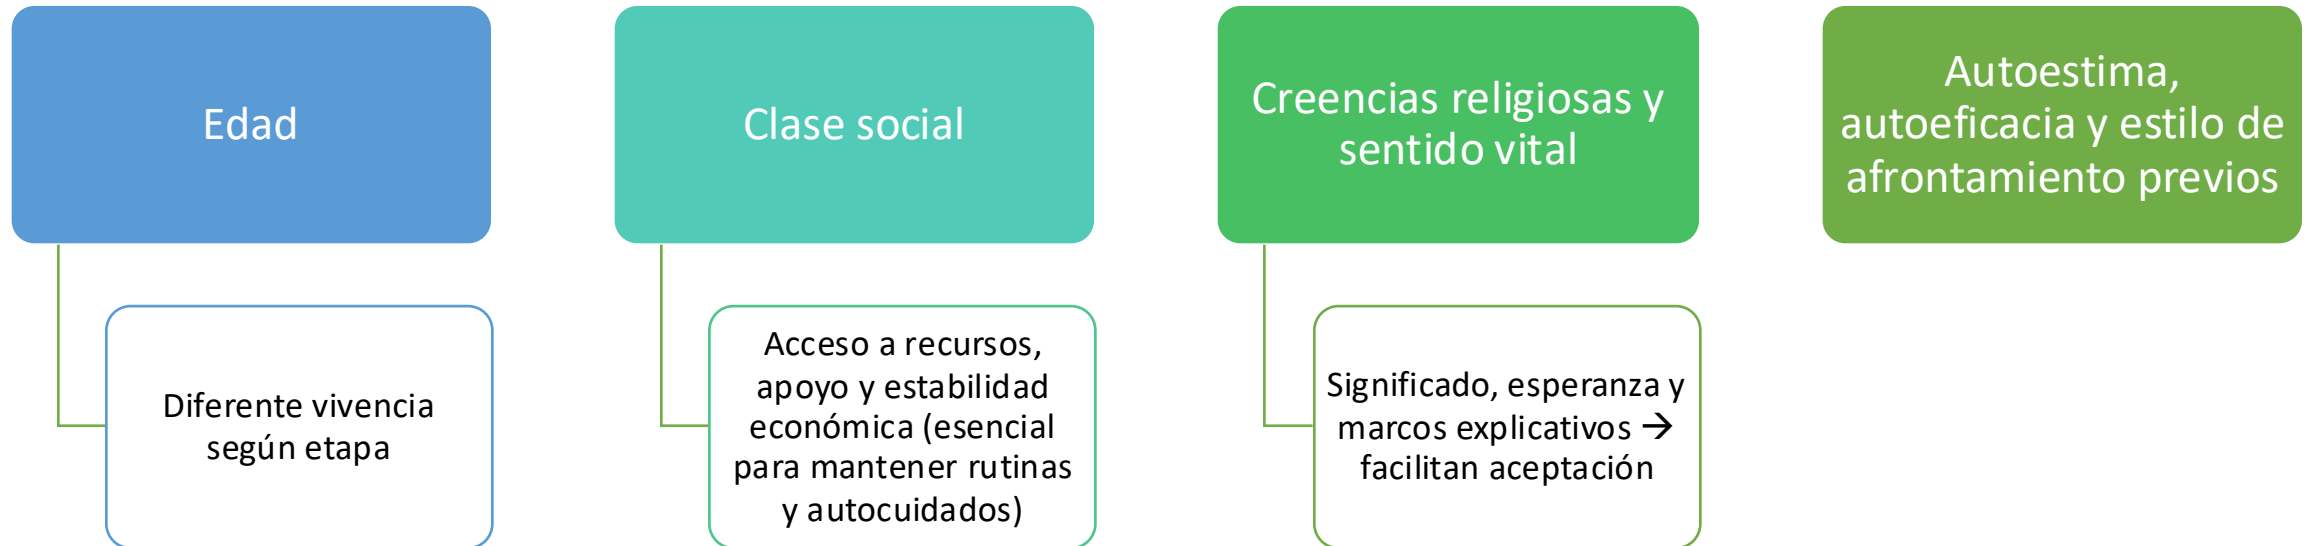 Edad
Diferente vivencia
según etapa
Clase social
Acceso a recursos,
apoyo y estabilidad
económica (esencial
para mantener rutinas
y autocuidados)
Creencias religiosas y
sentido vital
Significado, esperanza y
marcos explicativos →
facilitan aceptación
Autoestima,
autoeficacia y estilo de
afrontamiento previos